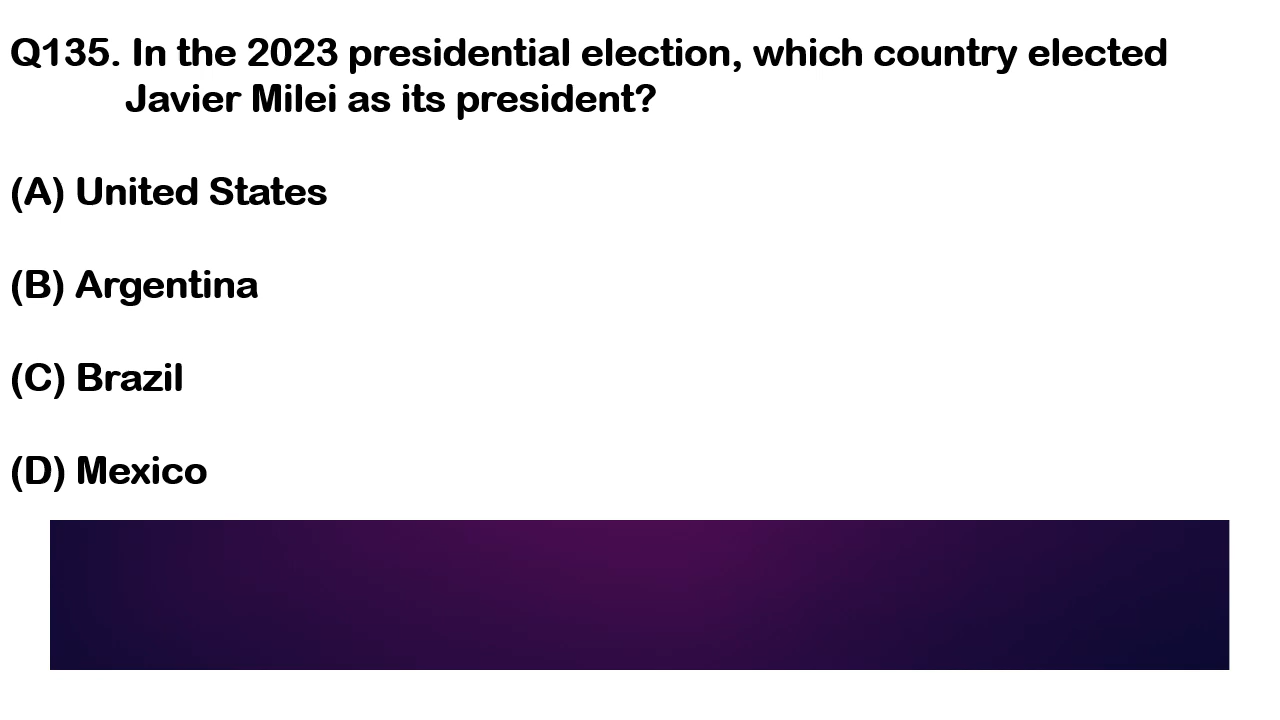 Q135. In the 2023 presidential election, which country elected
Javier Milei as its president?
(A) United States
(B) Argentina
(C) Brazil
(D) Mexico